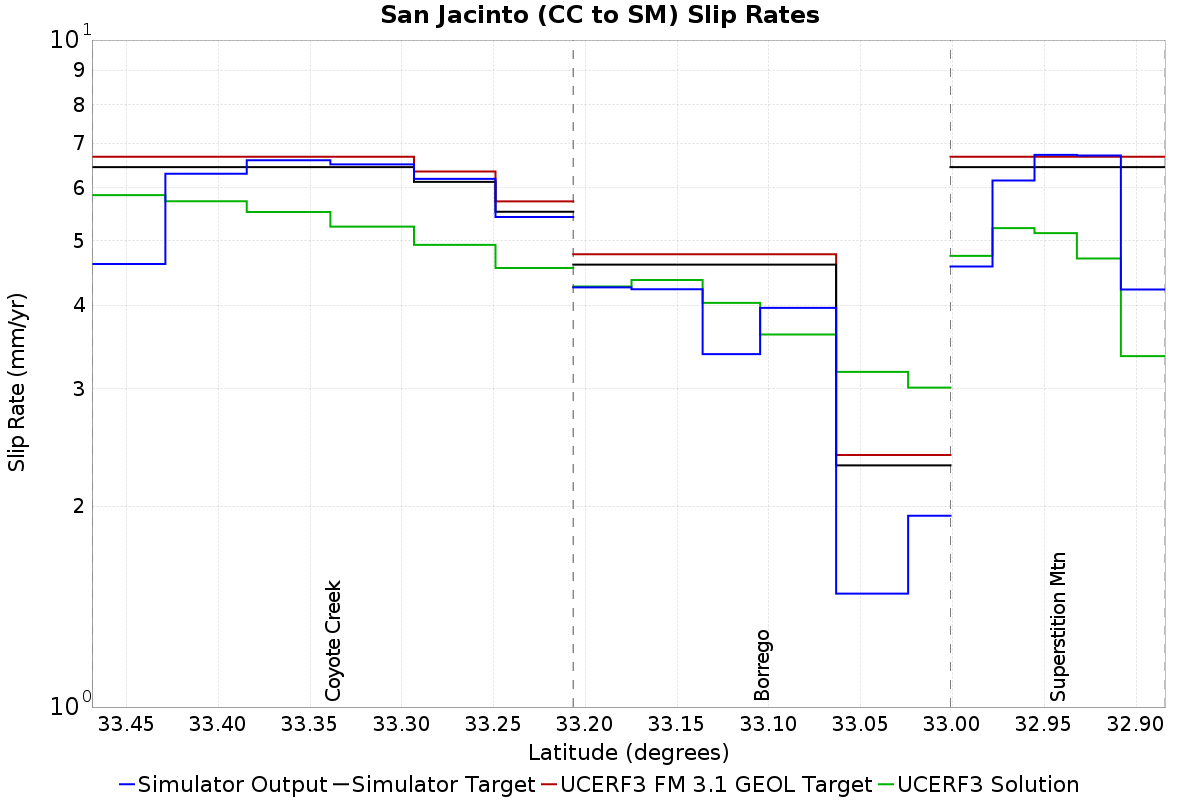 San Jacinto (CC to SM) Slip Rates
10^1
9
8
7
6
5
4
3
2
10^0
Slip Rate (mm/yr)
Coyote Creek
Borrego
Superstition Mtn
33.45 33.40 33.35 33.30 33.25 33.20 33.15 33.10 33.05 33.00 32.95 32.90
Latitude (degrees)
Simulator Output Simulator Target UCERF3 FM 3.1 GEOL Target UCERF3 Solution